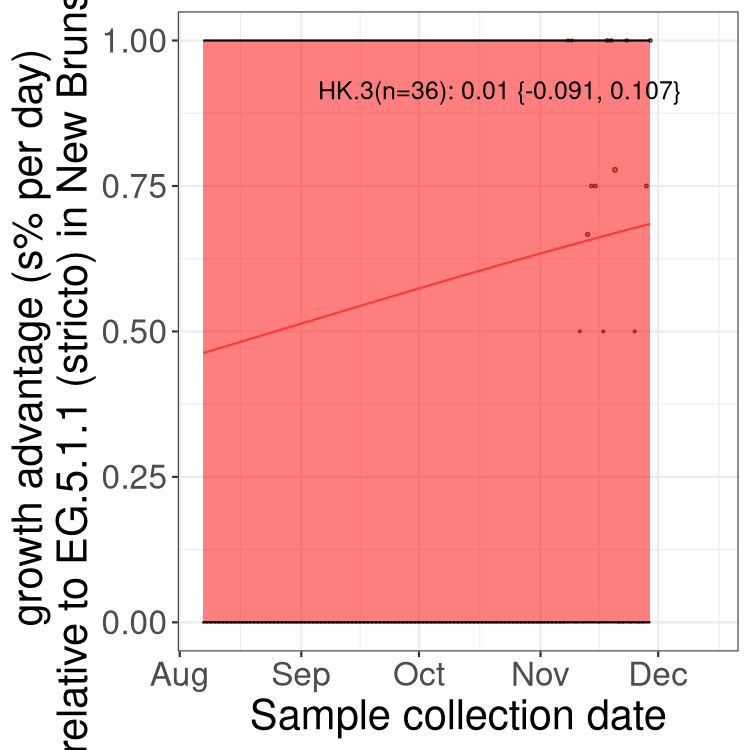 growth advantage (s% per day)
relative to EG.5.1.1 (stricto) in New Bruns
1.00
0.75
0.50
0.25
0.00
HK.3(n=36): 0.01 {-0.091, 0.107}
Aug Sep Oct Nov Dec
Sample collection date